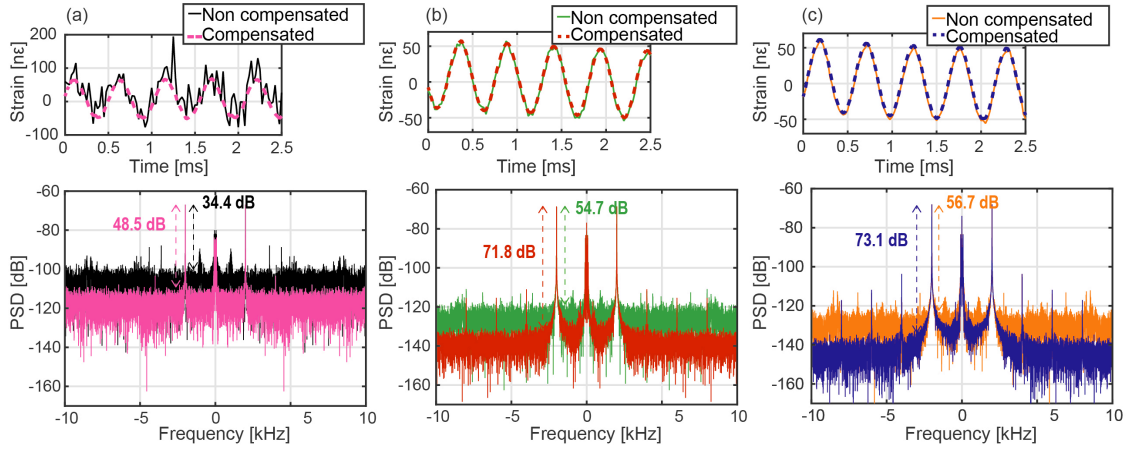 (a)
Non compensated
Compensated
Strain [nε]
200
100
0
-100
0
0.5
1
1.5
2
2.5
Time [ms]
(b)
Non compensated
Compensated
Strain [nε]
50
0
-50
0
0.5
1
1.5
2
2.5
Time [ms]
(c)
Non compensated
Compensated
Strain [nε]
50
0
-50
0
0.5
1
1.5
2
2.5
Time [ms]
PSD [dB]
-60
-80
-100
-120
-140
-160
34.4 dB
48.5 dB
-10
-5
0
5
10
Frequency [kHz]
PSD [dB]
-60
-80
-100
-120
-140
-160
54.7 dB
71.8 dB
-10
-5
0
5
10
Frequency [kHz]
PSD [dB]
-60
-80
-100
-120
-140
-160
56.7 dB
73.1 dB
-10
-5
0
5
10
Frequency [kHz]